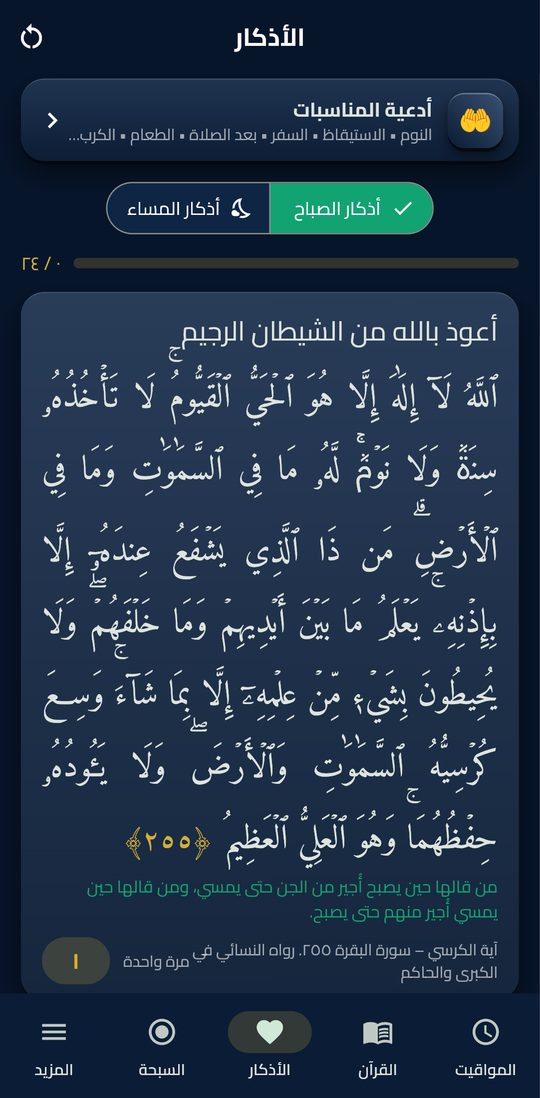 الأذكار
أدعية المناسبات
النوم • الاستيقاظ • السفر • بعد الصلاة • الطعام • الكرب...
أذكار الصباح
أذكار المساء
٠ / ٢٤
أعوذ بالله من الشيطان الرجيم
ٱللَّهُ لَآ إِلَٰهَ إِلَّا هُوَ ٱلْحَىُّ ٱلْقَيُّومُ ۚ لَا تَأْخُذُهُۥ
سِنَةٌ وَلَا نَوْمٌ ۚ لَّهُۥ مَا فِي ٱلسَّمَٰوَٰتِ وَمَا فِي
ٱلْأَرْضِ ۗ مَن ذَا ٱلَّذِي يَشْفَعُ عِندَهُۥٓ إِلَّا
بِإِذْنِهِۦ ۚ يَعْلَمُ مَا بَيْنَ أَيْدِيهِمْ وَمَا خَلْفَهُمْ ۖ وَلَا
يُحِيطُونَ بِشَيْءٍ مِّنْ عِلْمِهِۦٓ إِلَّا بِمَا شَآءَ ۚ وَسِعَ
كُرْسِيُّهُ ٱلسَّمَٰوَٰتِ وَٱلْأَرْضَ ۖ وَلَا يَـُٔودُهُۥ
حِفْظُهُمَا ۚ وَهُوَ ٱلْعَلِيُّ ٱلْعَظِيمُ ﴿٢٥٥﴾
من قالها حين يصبح أجير من الجن حتى يمسي، ومن قالها حين
يمسي أجير منهم حتى يصبح.
آية الكرسي – سورة البقرة ٢٥٥. رواه النسائي في
الكبرى والحاكم
مرة واحدة
١
المواقيت
القرآن
الأذكار
السبحة
المزيد